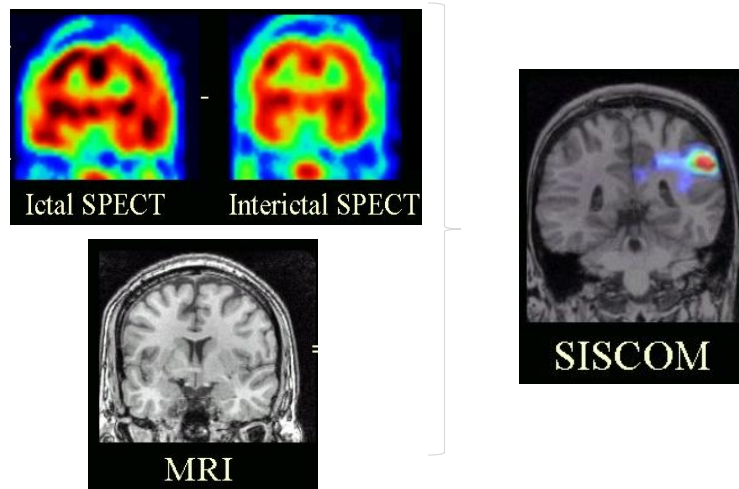 Ictal SPECT
-
Interictal SPECT
MRI
=
SISCOM